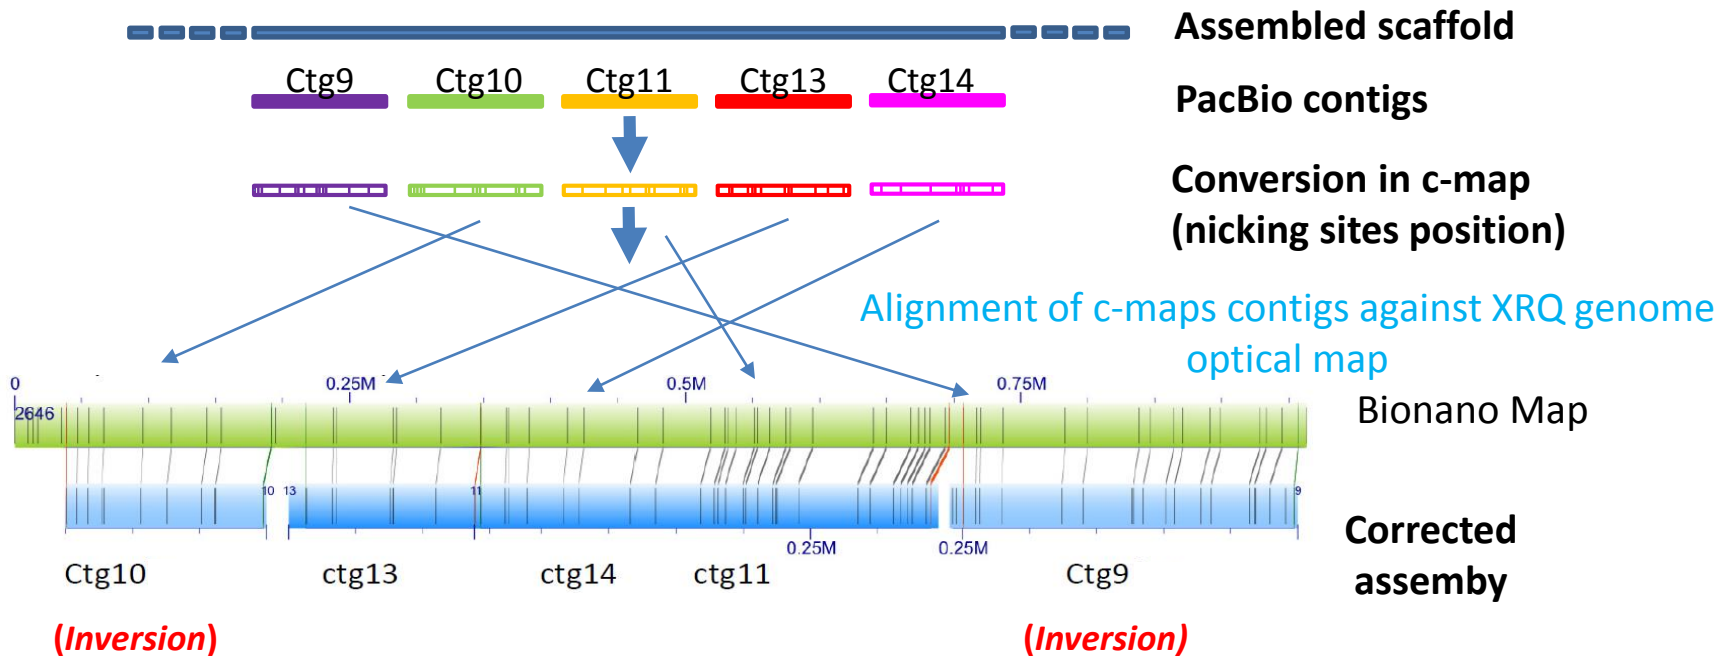 Assembled scaffold
Ctg9 Ctg10 Ctg11 Ctg13 Ctg14
PacBio contigs
Conversion in c-map
(nicking sites position)
Alignment of c-maps contigs against XRQ genome
optical map
0 0.25M 0.5M 0.75M
2646
Bionano Map
10 13 11 9
0.25M 0.25M
Corrected
assemby
Ctg10 ctg13 ctg14 ctg11 Ctg9
(Inversion) (Inversion)